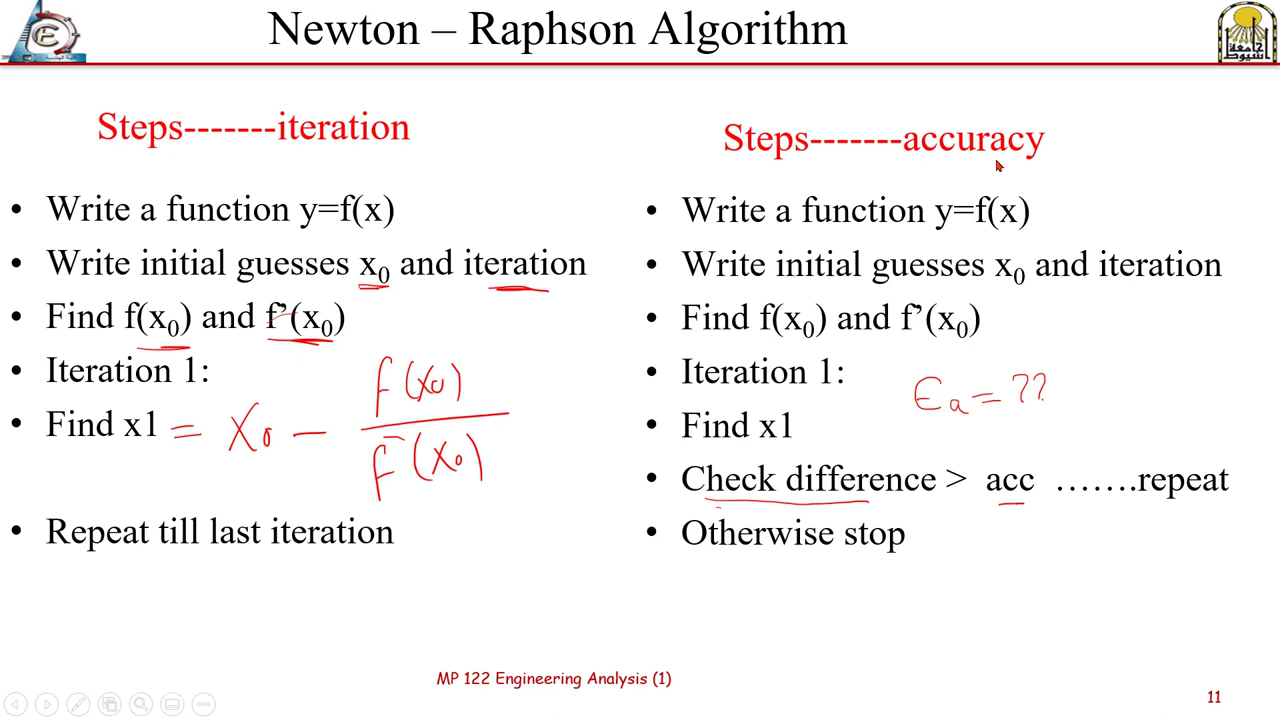 Newton – Raphson Algorithm
Steps-------iteration
• Write a function y=f(x)
• Write initial guesses x₀ and iteration
• Find f(x₀) and f’(x₀)
• Iteration 1:
• Find x1 = x₀ – f(x₀) / f’(x₀)
• Repeat till last iteration
Steps-------accuracy
• Write a function y=f(x)
• Write initial guesses x₀ and iteration
• Find f(x₀) and f’(x₀)
• Iteration 1:
Ea = ??
• Find x1
• Check difference > acc …….repeat
• Otherwise stop
MP 122 Engineering Analysis (1)
11